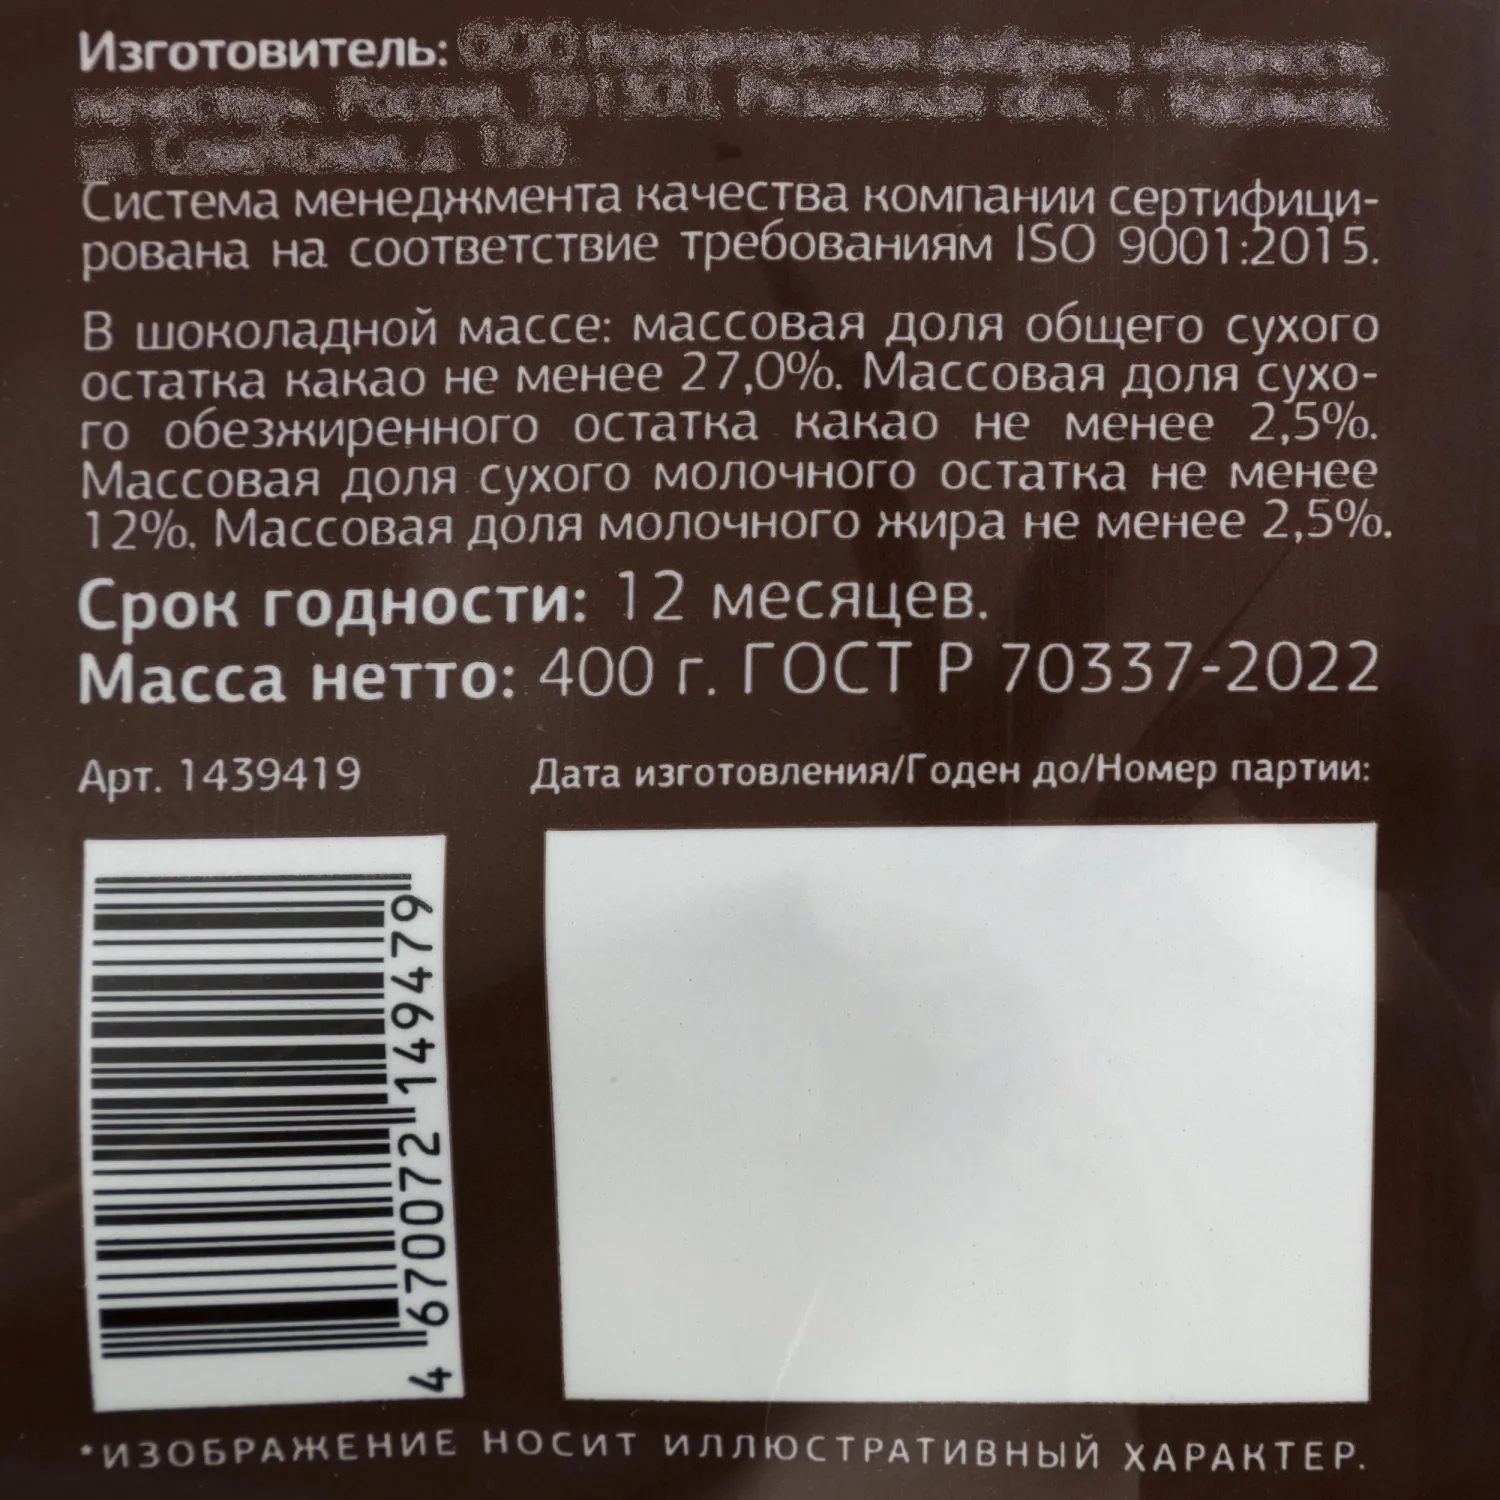 Изготовитель: ООО
Система менеджмента качества компании сертифици-
рована на соответствие требованиям ISO 9001:2015.
В шоколадной массе: массовая доля общего сухого
остатка какао не менее 27,0%. Массовая доля сухо-
го обезжиренного остатка какао не менее 2,5%.
Массовая доля сухого молочного остатка не менее
12%. Массовая доля молочного жира не менее 2,5%.
Срок годности: 12 месяцев.
Масса нетто: 400 г. ГОСТ Р 70337-2022
Арт. 1439419
Дата изготовления/Годен до/Номер партии:
4 670072 149479
*ИЗОБРАЖЕНИЕ НОСИТ ИЛЛЮСТРАТИВНЫЙ ХАРАКТЕР.